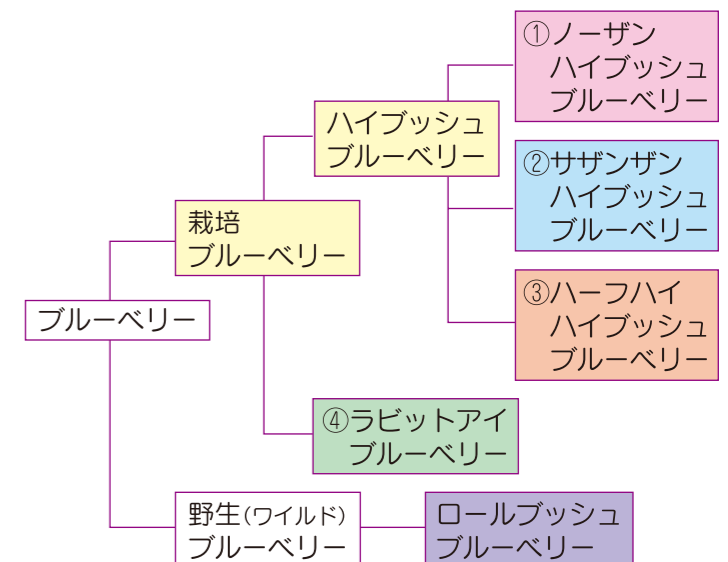 ①ノーザン
ハイブッシュ
ブルーベリー
ハイブッシュ
ブルーベリー
②サザンザン
ハイブッシュ
ブルーベリー
栽培
ブルーベリー
③ハーフハイ
ハイブッシュ
ブルーベリー
ブルーベリー
④ラビットアイ
ブルーベリー
野生(ワイルド)
ブルーベリー
ロールブッシュ
ブルーベリー